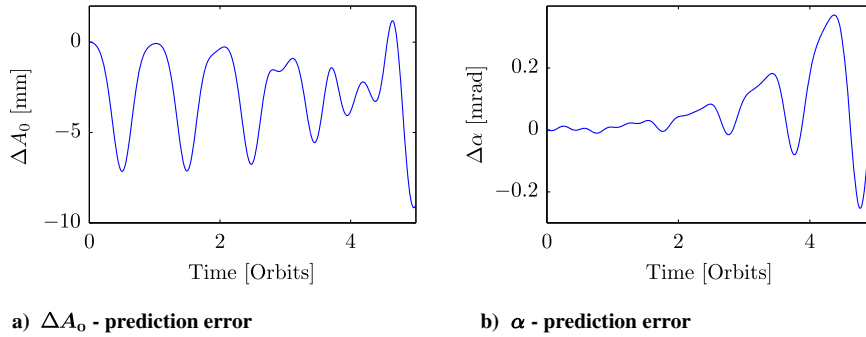 0
−5
−10
ΔA₀ [mm]
0
2
4
Time [Orbits]
a) ΔAₒ - prediction error
0.2
0
−0.2
Δα [mrad]
0
2
4
Time [Orbits]
b) α - prediction error